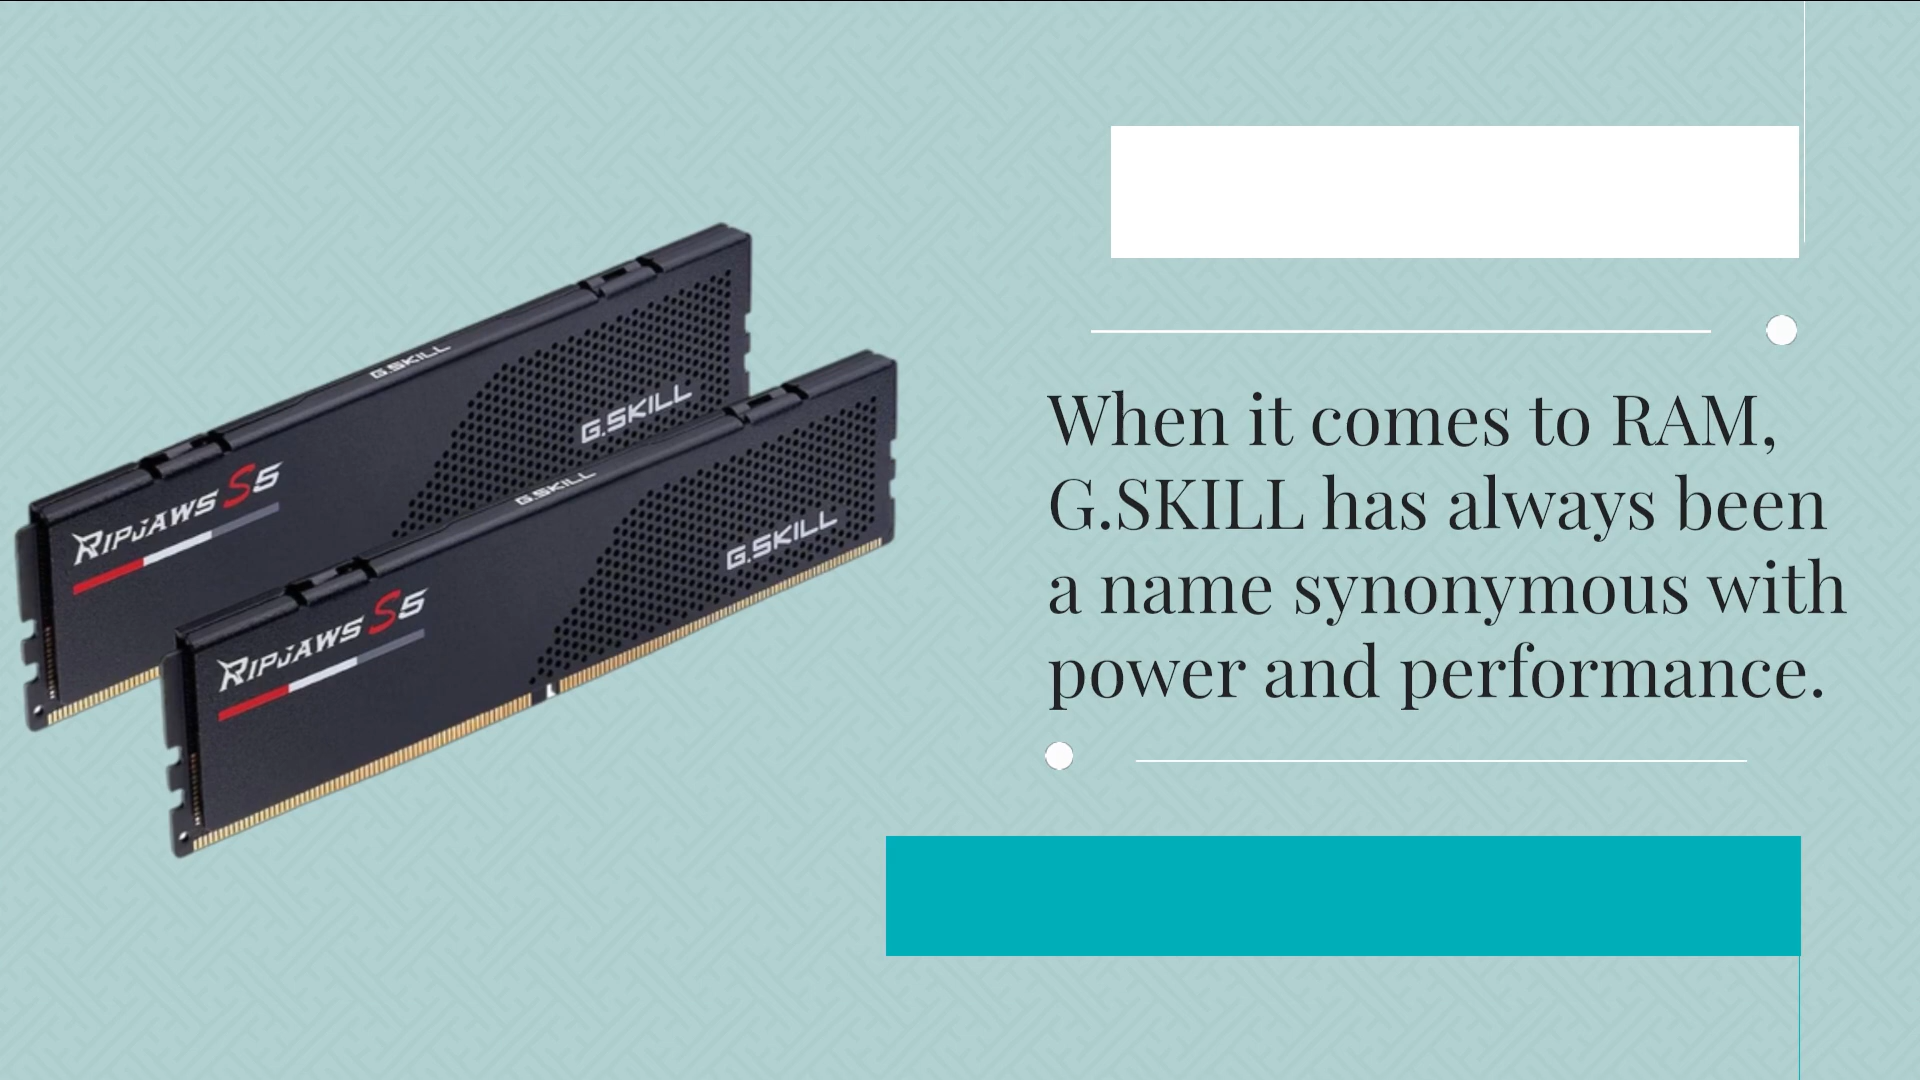 G.SKILL
G.SKILL
RIPJAWS S5
G.SKILL
G.SKILL
RIPJAWS S5
When it comes to RAM,
G.SKILL has always been
a name synonymous with
power and performance.